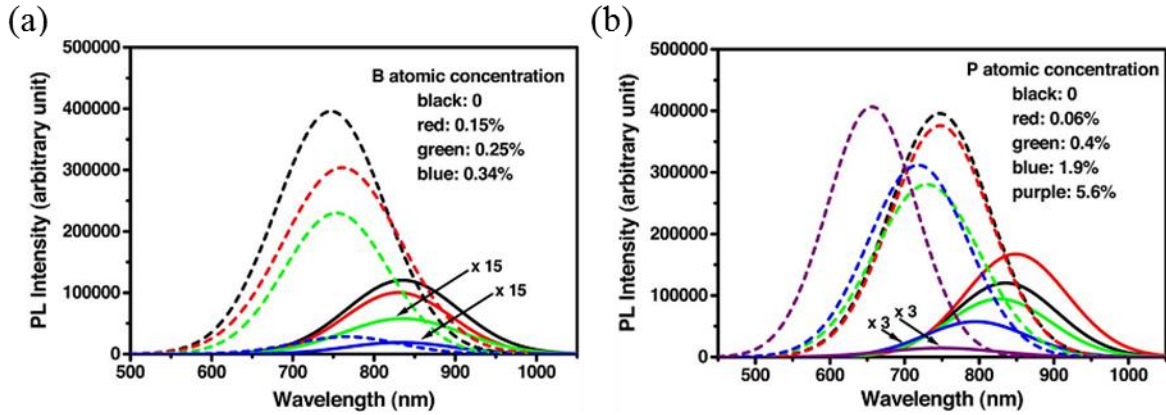 (a)
PL Intensity (arbitrary unit)
500000
400000
300000
200000
100000
0
B atomic concentration
black: 0
red: 0.15%
green: 0.25%
blue: 0.34%
x 15
x 15
500 600 700 800 900 1000
Wavelength (nm)
(b)
PL Intensity (arbitrary unit)
500000
400000
300000
200000
100000
0
P atomic concentration
black: 0
red: 0.06%
green: 0.4%
blue: 1.9%
purple: 5.6%
x 3
x 3
500 600 700 800 900 1000
Wavelength (nm)